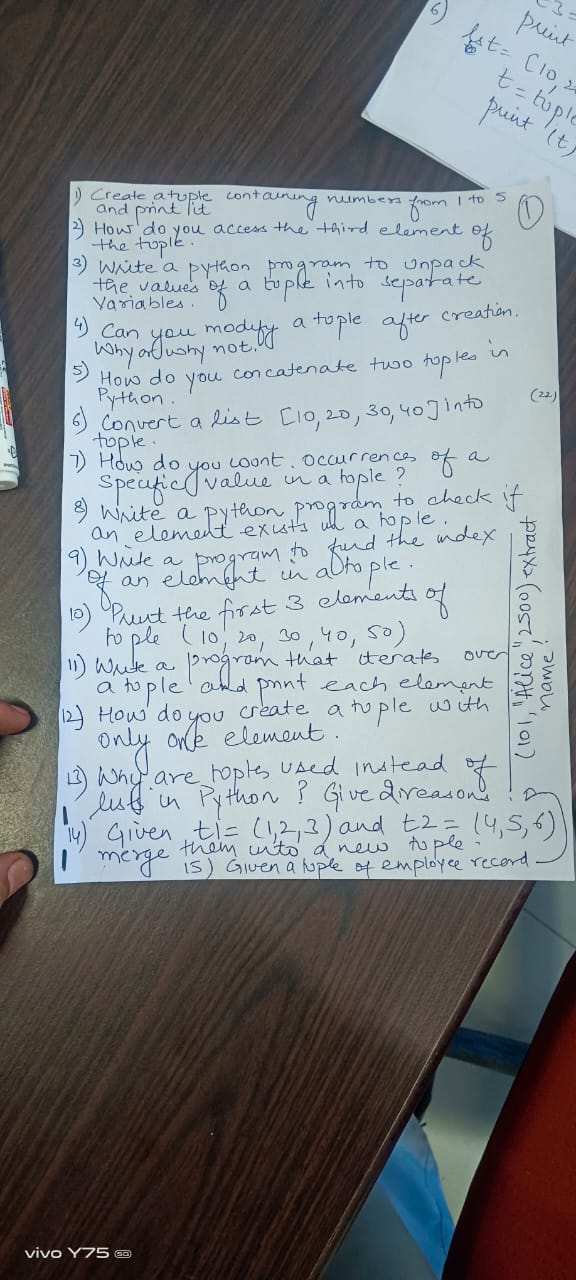 6)
print
lst = [10, 2
t = tuple
print (t)
1) Create a tuple containing numbers from 1 to 5
and print it
1
2) How do you access the third element of
the tuple.
3) Write a python program to unpack
the values of a tuple into separate
Variables.
4) Can you modify a tuple after creation.
Why or why not.
5) How do you concatenate two tuples in
Python.
(22)
6) Convert a list [10, 20, 30, 40] into
tuple.
7) How do you count occurrences of a
specific value in a tuple ?
8) Write a python program to check if
an element exists in a tuple.
9) Write a program to find the index
of an element in a tuple.
10) Print the first 3 elements of
tuple (10, 20, 30, 40, 50)
11) Write a program that iterates over
a tuple and print each element
12) How do you create a tuple with
only one element.
13) Why are tuples used instead of
lists in Python ? Give 2 reasons.
14) Given t1 = (1,2,3) and t2 = (4,5,6)
merge them into a new tuple.
15) Given a tuple of employee record
(101, "Alice", 2500) extract
name.
vivo Y75 5G